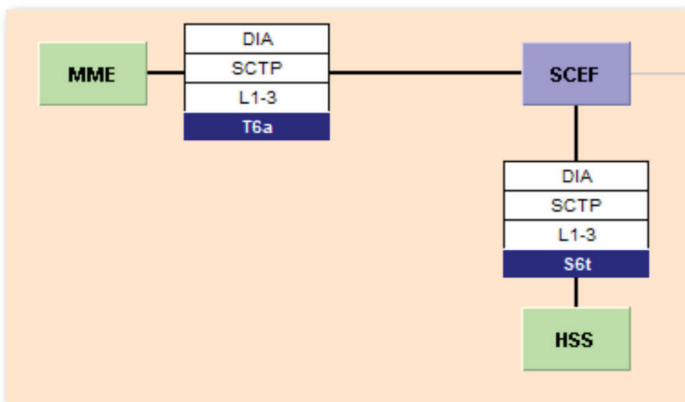 DIA
MME
SCTP
SCEF
L1-3
T6a
DIA
SCTP
L1-3
S6t
HSS